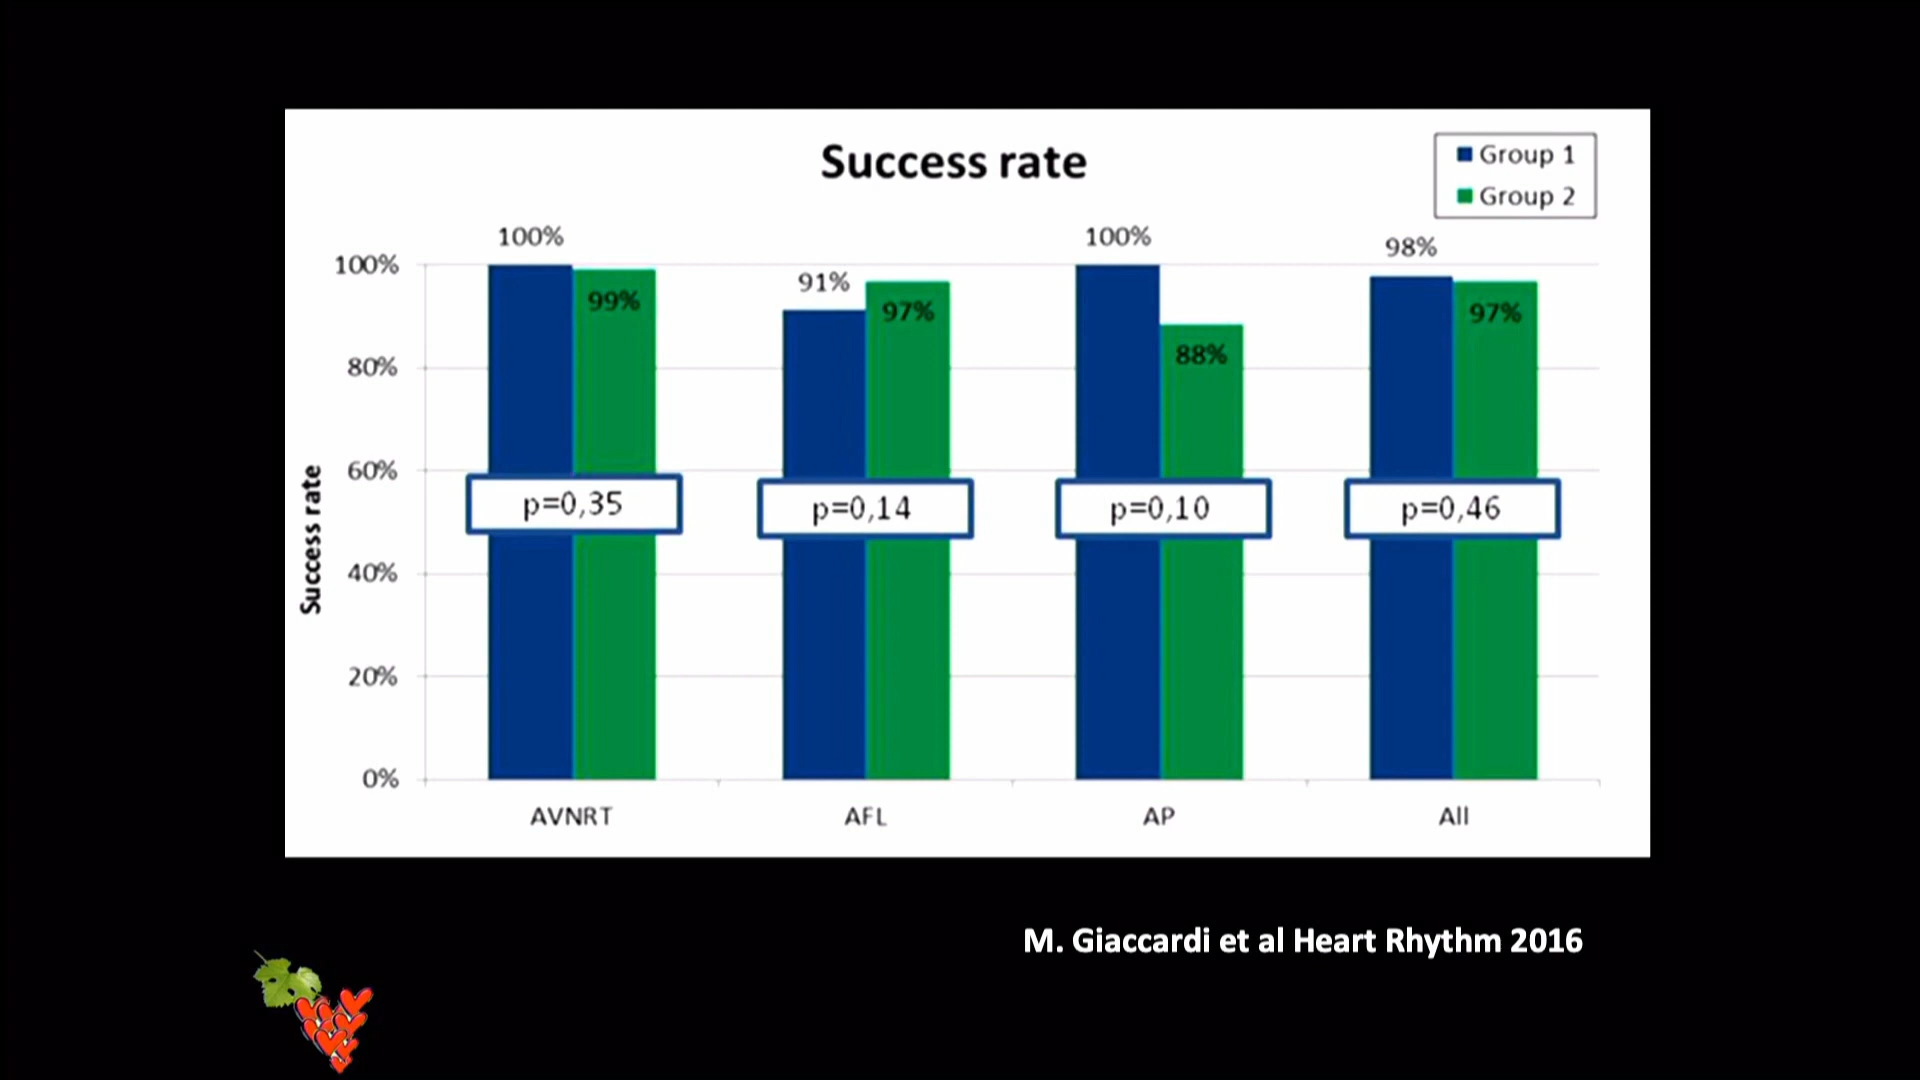 Success rate
Group 1
Group 2
100%
100%
98%
100%
91%
99%
97%
97%
88%
80%
60%
p=0,35
p=0,14
p=0,10
p=0,46
Success rate
40%
20%
0%
AVNRT
AFL
AP
All
M. Giaccardi et al Heart Rhythm 2016